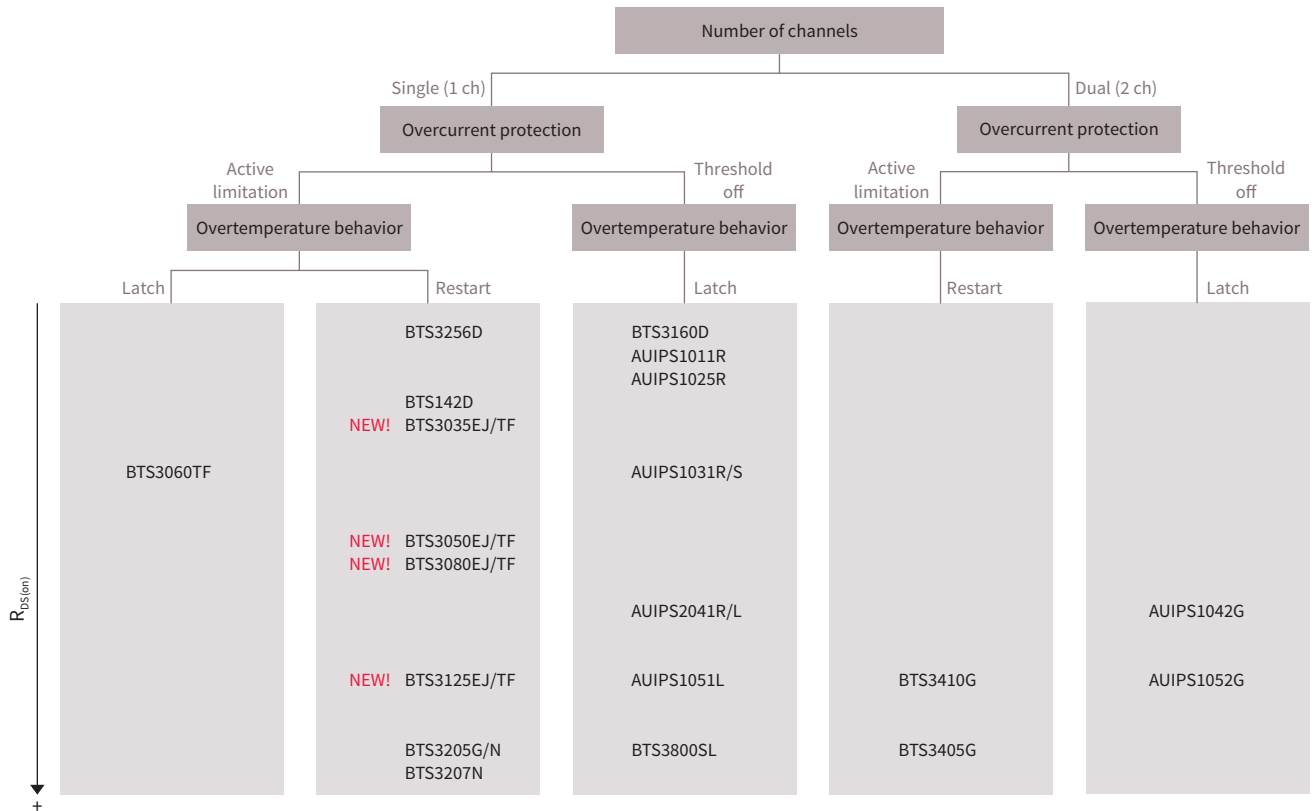 Number of channels
Single (1 ch)
Dual (2 ch)
Overcurrent protection
Overcurrent protection
Active
limitation
Threshold
off
Active
limitation
Threshold
off
Overtemperature behavior
Overtemperature behavior
Overtemperature behavior
Overtemperature behavior
Latch
Restart
Latch
Restart
Latch
BTS3060TF
BTS3256D
BTS142D
NEW! BTS3035EJ/TF
NEW! BTS3050EJ/TF
NEW! BTS3080EJ/TF
NEW! BTS3125EJ/TF
BTS3205G/N
BTS3207N
BTS3160D
AUIPS1011R
AUIPS1025R
AUIPS1031R/S
AUIPS2041R/L
AUIPS1051L
BTS3800SL
BTS3410G
BTS3405G
AUIPS1042G
AUIPS1052G
RDS(on)
+